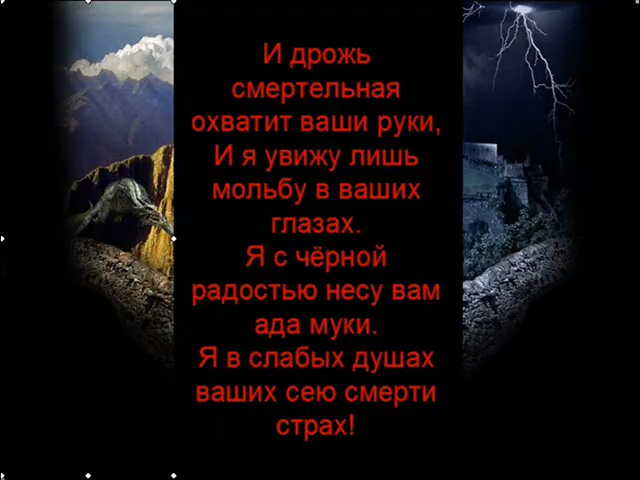 И дрожь
смертельная
охватит ваши руки,
И я увижу лишь
мольбу в ваших
глазах.
Я с чёрной
радостью несу вам
ада муки.
Я в слабых душах
ваших сею смерти
страх!